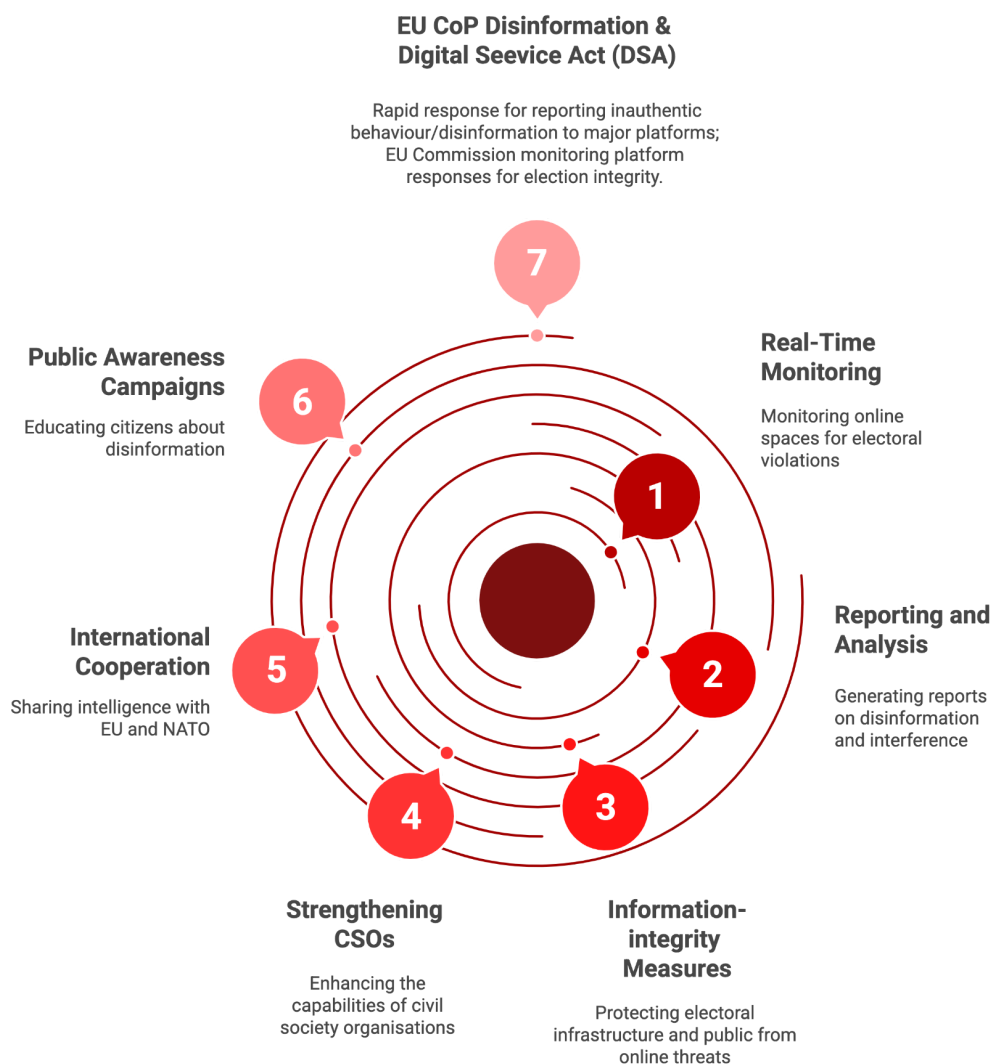 EU CoP Disinformation &
Digital Seevice Act (DSA)
Rapid response for reporting inauthentic
behaviour/disinformation to major platforms;
EU Commission monitoring platform
responses for election integrity.
7
Real-Time
Monitoring
Monitoring online
spaces for electoral
violations
1
Reporting and
Analysis
Generating reports
on disinformation
and interference
2
Information-
integrity
Measures
Protecting electoral
infrastructure and public from
online threats
3
Strengthening
CSOs
Enhancing the
capabilities of civil
society organisations
4
International
Cooperation
Sharing intelligence with
EU and NATO
5
Public Awareness
Campaigns
Educating citizens about
disinformation
6